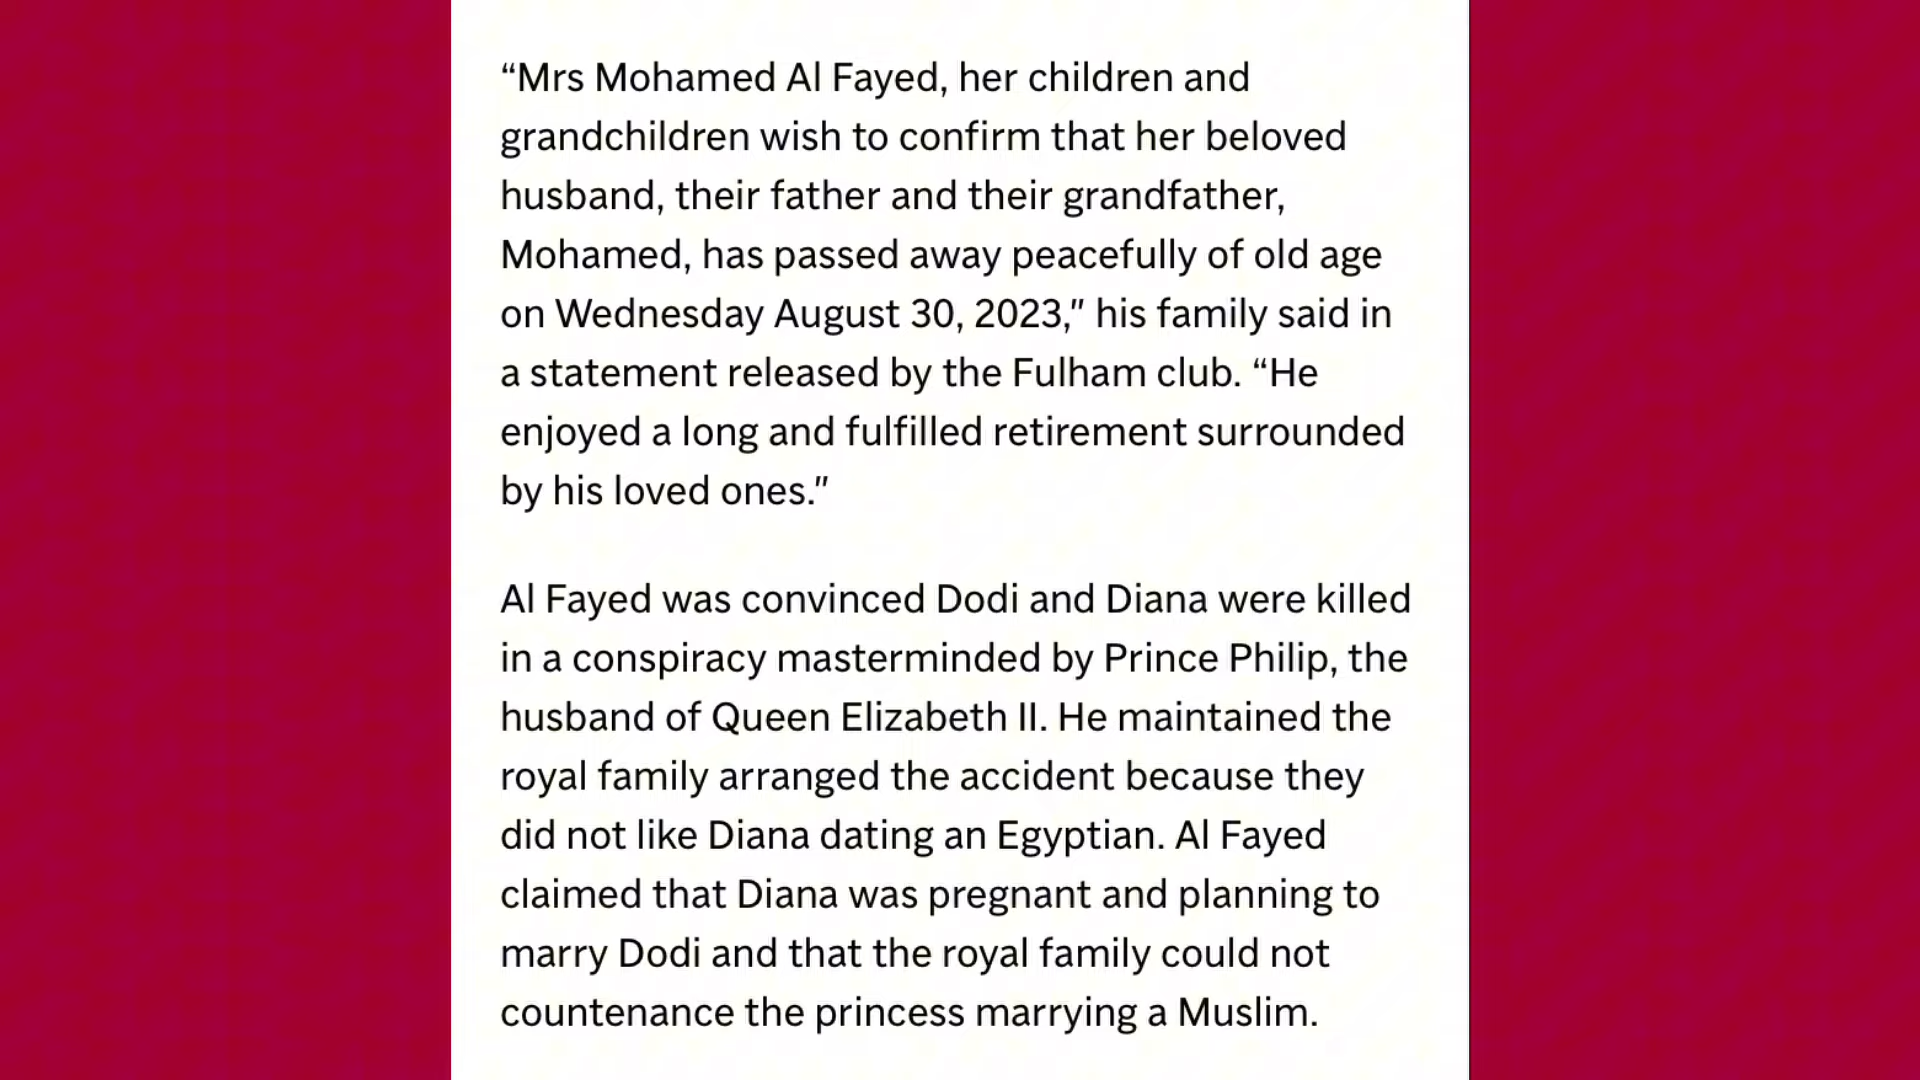 “Mrs Mohamed Al Fayed, her children and
grandchildren wish to confirm that her beloved
husband, their father and their grandfather,
Mohamed, has passed away peacefully of old age
on Wednesday August 30, 2023,” his family said in
a statement released by the Fulham club. “He
enjoyed a long and fulfilled retirement surrounded
by his loved ones.”
Al Fayed was convinced Dodi and Diana were killed
in a conspiracy masterminded by Prince Philip, the
husband of Queen Elizabeth II. He maintained the
royal family arranged the accident because they
did not like Diana dating an Egyptian. Al Fayed
claimed that Diana was pregnant and planning to
marry Dodi and that the royal family could not
countenance the princess marrying a Muslim.